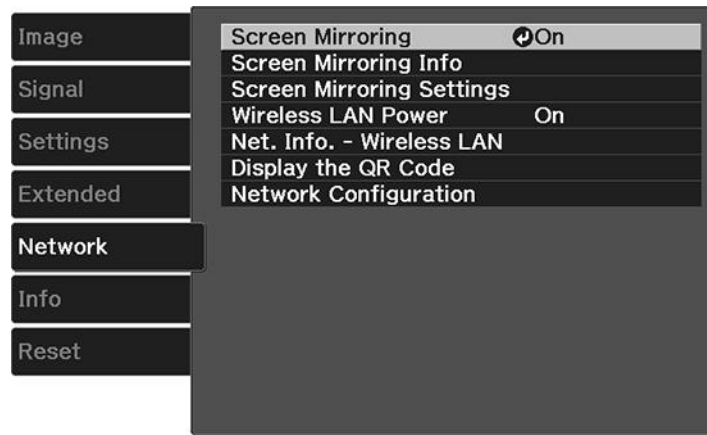 Image
Signal
Settings
Extended
Network
Info
Reset
Screen Mirroring On
Screen Mirroring Info
Screen Mirroring Settings
Wireless LAN Power On
Net. Info. - Wireless LAN
Display the QR Code
Network Configuration